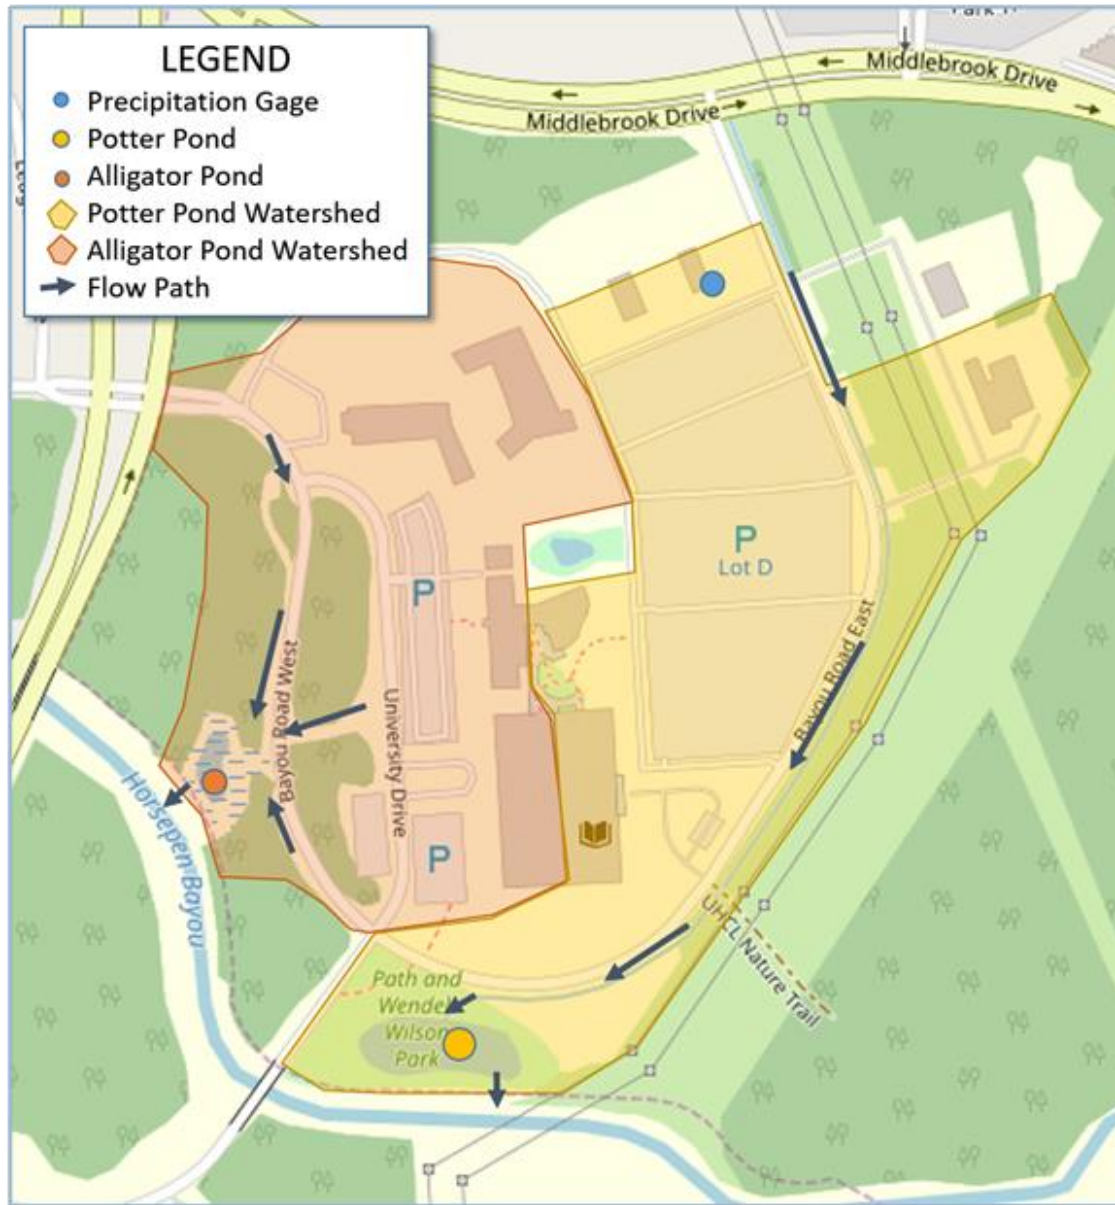 LEGEND
Precipitation Gage
Potter Pond
Alligator Pond
Potter Pond Watershed
Alligator Pond Watershed
Flow Path
Middlebrook Drive
Middlebrook Drive
P
Lot D
P
Bayou Road West
University Drive
Bayou Road East
P
Horsepen Bayou
UHCL Nature Trail
Path and
Wendell
Wilson
Park